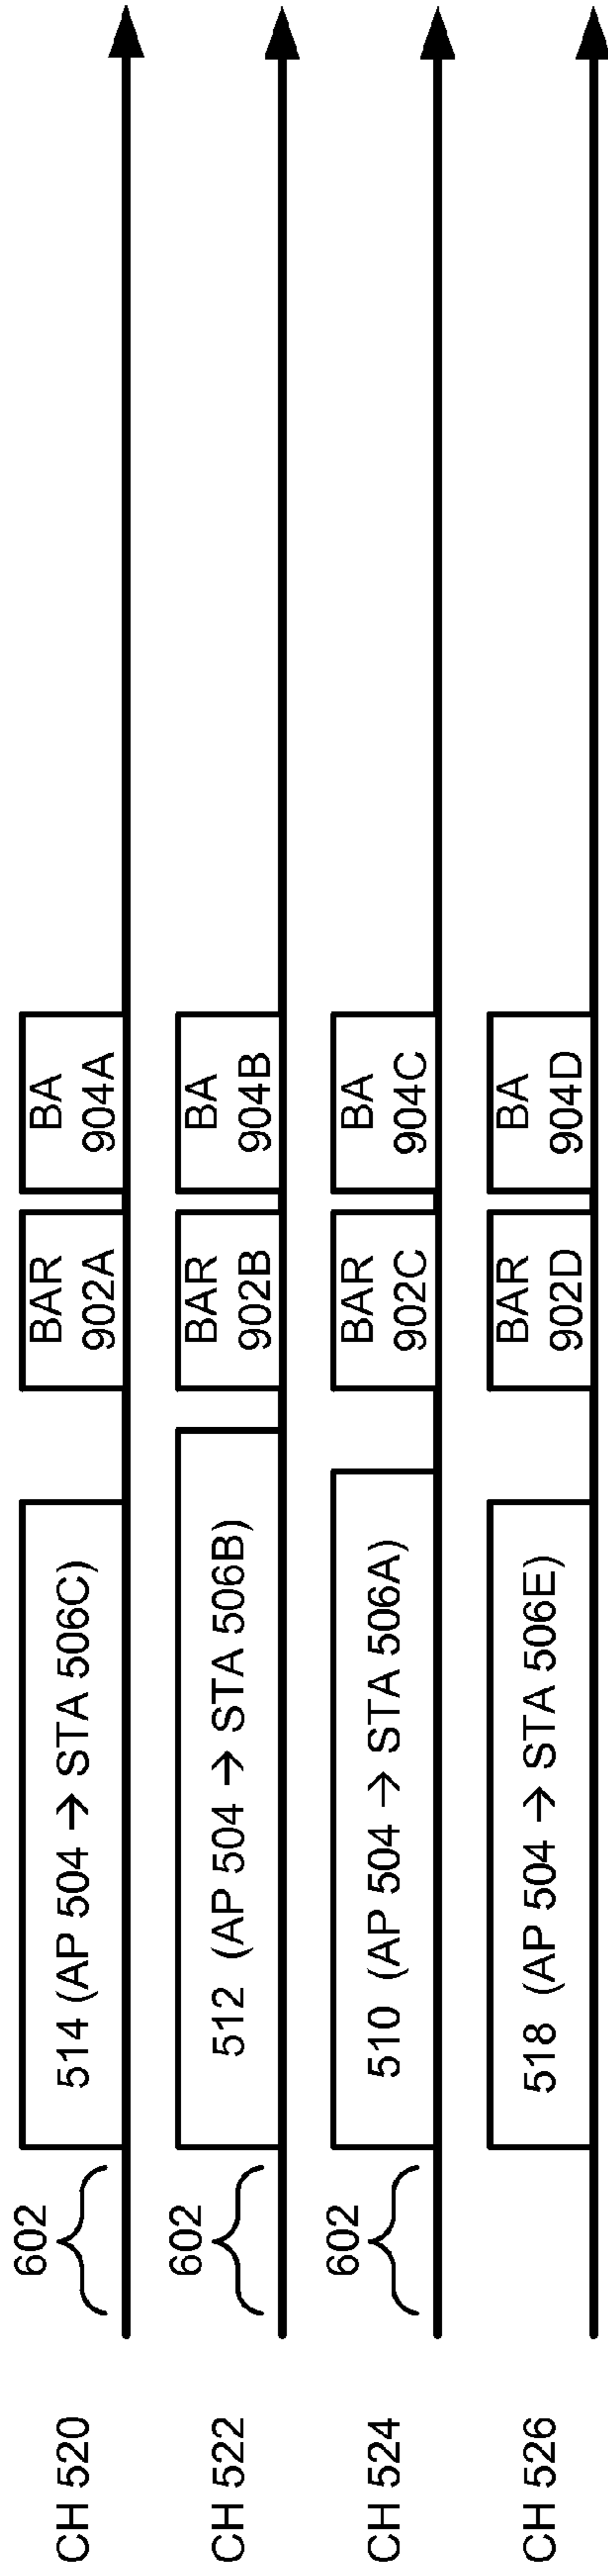 CH 520
602
514 (AP 504 → STA 506C)
BAR
902A
BA
904A
CH 522
602
512 (AP 504 → STA 506B)
BAR
902B
BA
904B
CH 524
602
510 (AP 504 → STA 506A)
BAR
902C
BA
904C
CH 526
518 (AP 504 → STA 506E)
BAR
902D
BA
904D